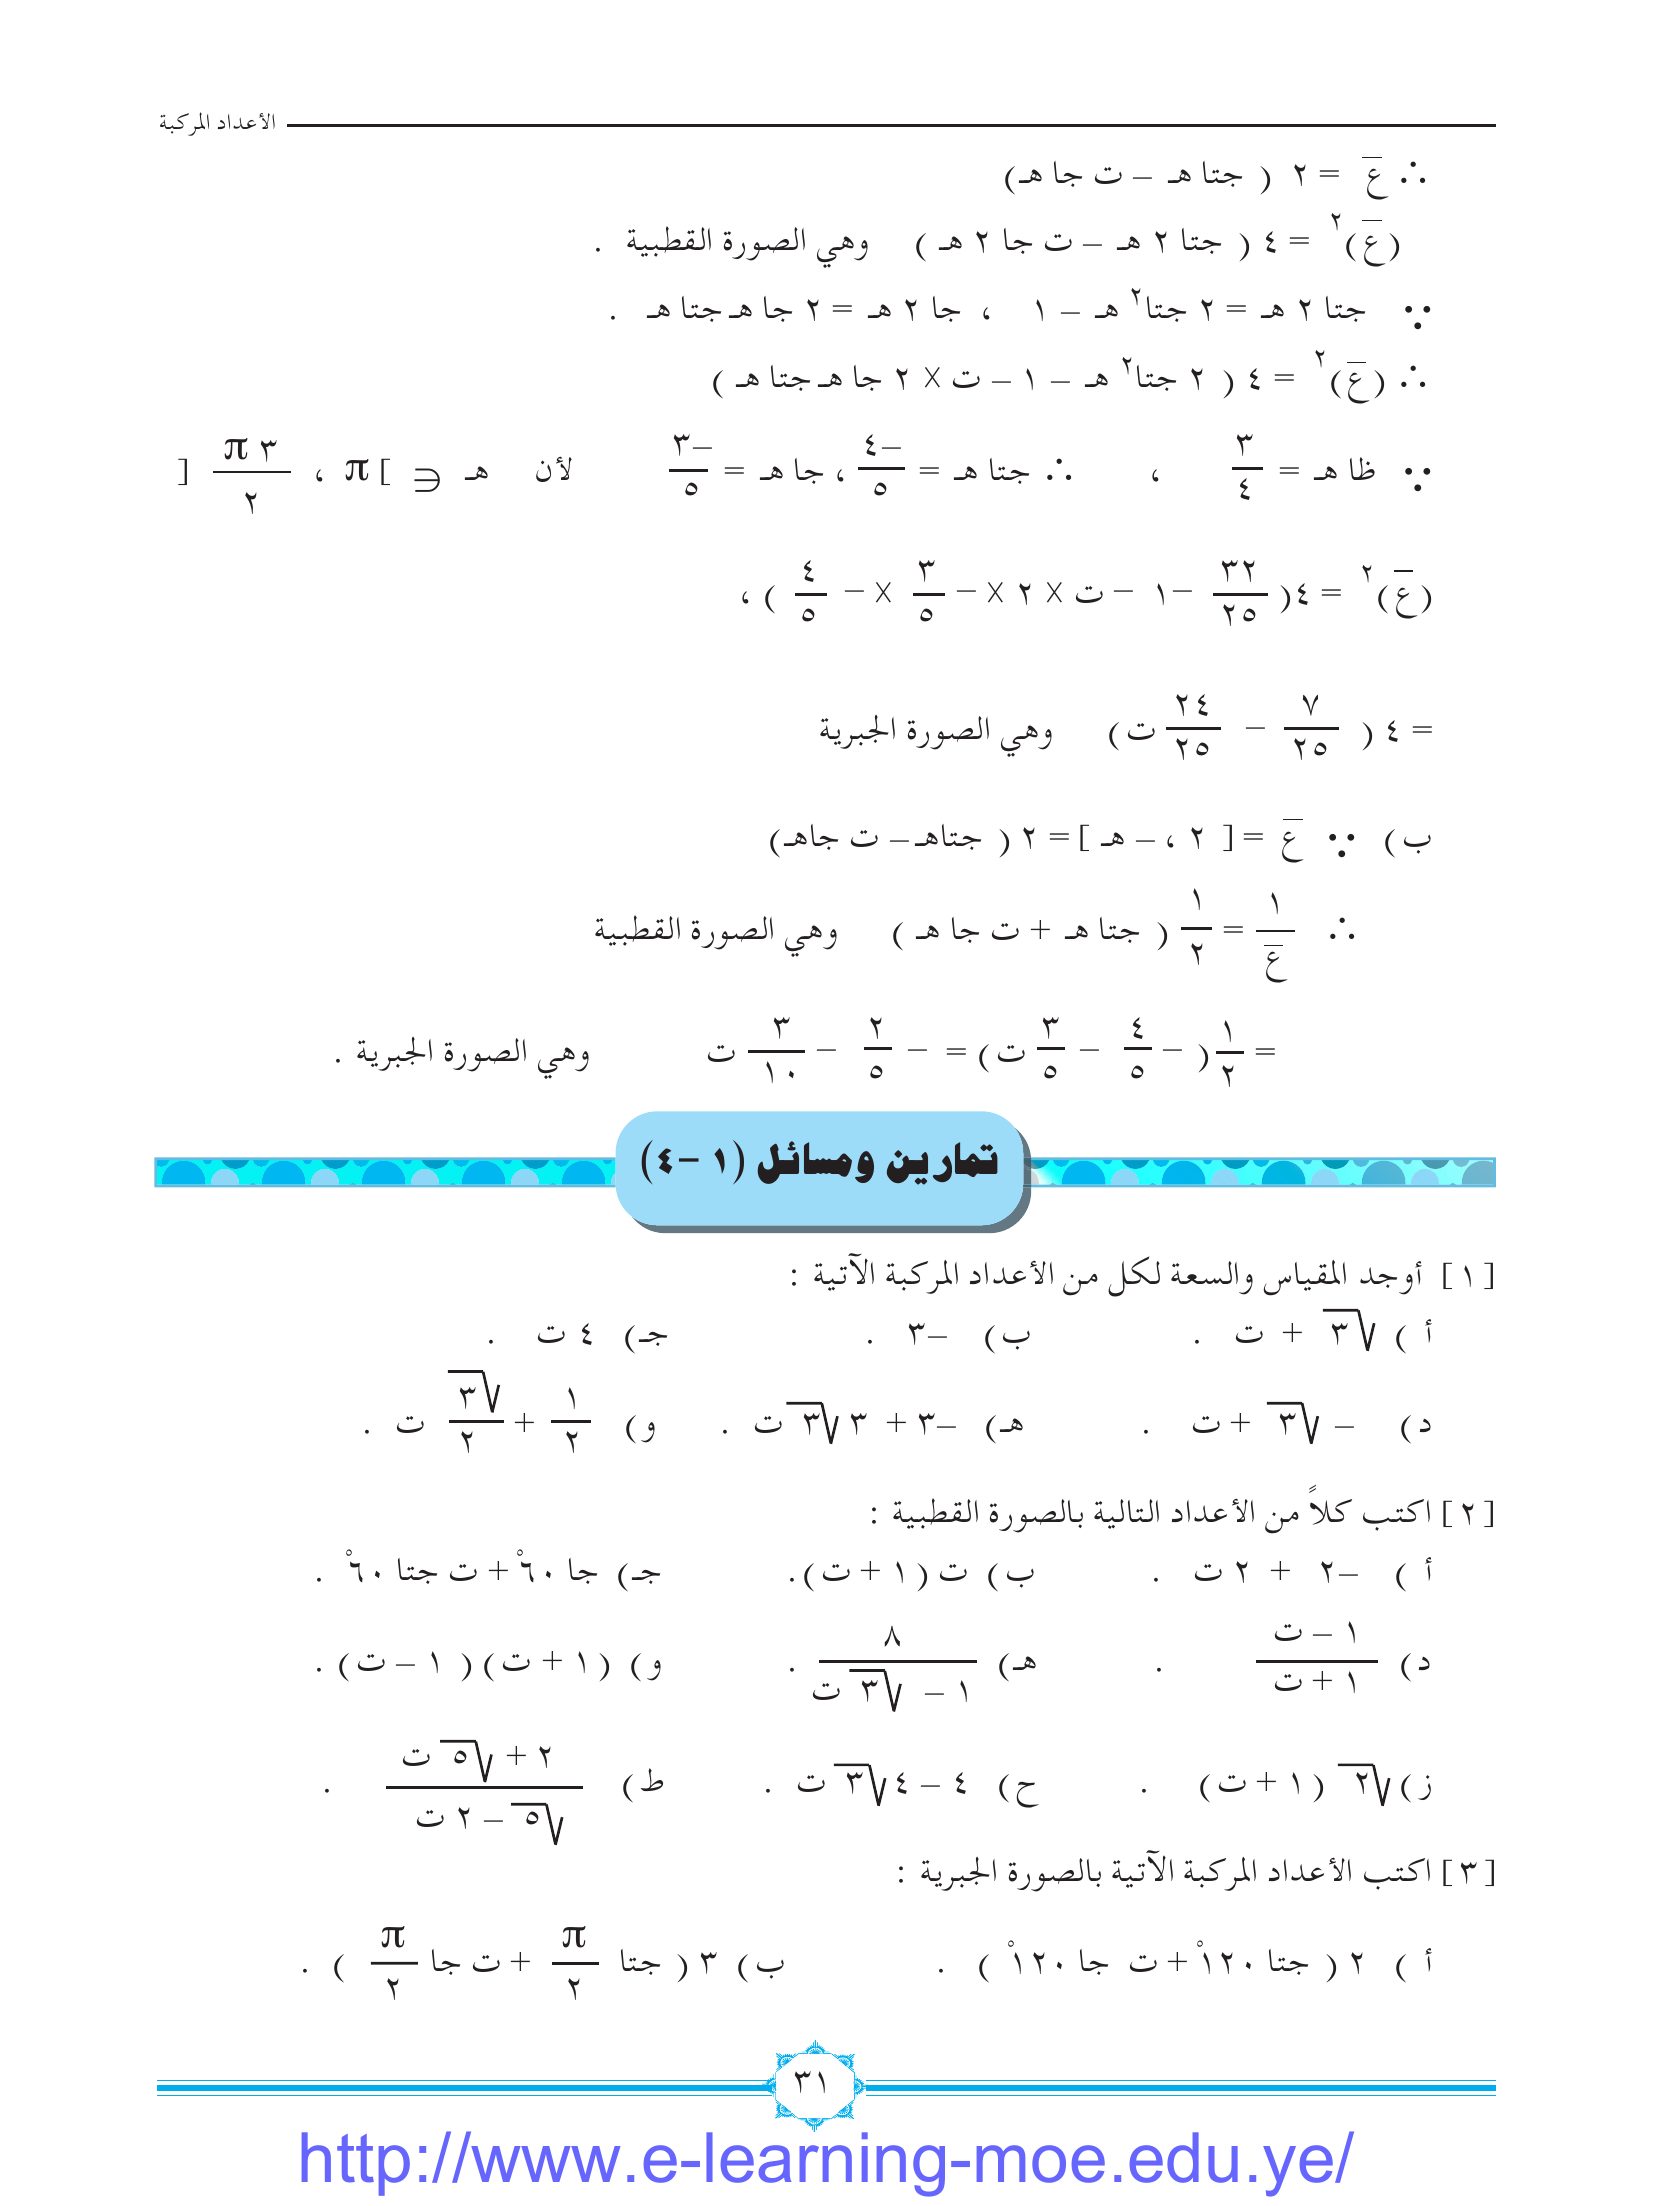 الأعداد المركبة
∴ ع̅ = ٢ ( جتا هـ – ت جا هـ)
(ع̅)٢ = ٤ ( جتا ٢ هـ – ت جا ٢ هـ ) وهي الصورة القطبية .
∵ جتا ٢ هـ = ٢ جتا٢ هـ – ١ ، جا ٢ هـ = ٢ جا هـ جتا هـ .
∴ (ع̅)٢ = ٤ ( ٢ جتا٢ هـ – ١ – ت × ٢ جا هـ جتا هـ )
∵ ظا هـ = ٣/٤ ، ∴ جتا هـ = –٤/٥ ، جا هـ = –٣/٥ لأن هـ ∋ ] π ، ٣ π/٢ [
(ع̅)٢ = ٤( ٣٢/٢٥ –١ – ت × ٢ × – ٣/٥ × – ٤/٥ ) ،
= ٤ ( ٧/٢٥ – ٢٤/٢٥ ت) وهي الصورة الجبرية
ب) ∵ ع̅ = [ ٢ ، – هـ ] = ٢ ( جتاهـ – ت جاهـ)
∴ ١/ع̅ = ١/٢ ( جتا هـ + ت جا هـ ) وهي الصورة القطبية
= ١/٢( – ٤/٥ – ٣/٥ ت) = – ٢/٥ – ٣/١٠ ت وهي الصورة الجبرية .
تمارين ومسائل (١ –٤)
[١] أوجد المقياس والسعة لكل من الأعداد المركبة الآتية :
أ ) √٣ + ت . ب) –٣ . جـ) ٤ ت .
د) – √٣ + ت . هـ) –٣ + ٣ √٣ ت . و) ١/٢ + √٣/٢ ت .
[٢] اكتب كلاً من الأعداد التالية بالصورة القطبية :
أ ) –٢ + ٢ ت . ب) ت (١ + ت). جـ) جا ٦٠° + ت جتا ٦٠° .
د) ١ – ت/١ + ت . هـ) ٨/١ – √٣ ت . و) (١ + ت) ( ١ – ت) .
ز) √٢ (١ + ت) . ح) ٤ – ٤ √٣ ت . ط) ٢ + √٥ ت/√٥ – ٢ ت .
[٣] اكتب الأعداد المركبة الآتية بالصورة الجبرية :
أ ) ٢ ( جتا ١٢٠° + ت جا ١٢٠° ) . ب) ٣ ( جتا π/٢ + ت جا π/٢ ) .
٣١
http://www.e-learning-moe.edu.ye/